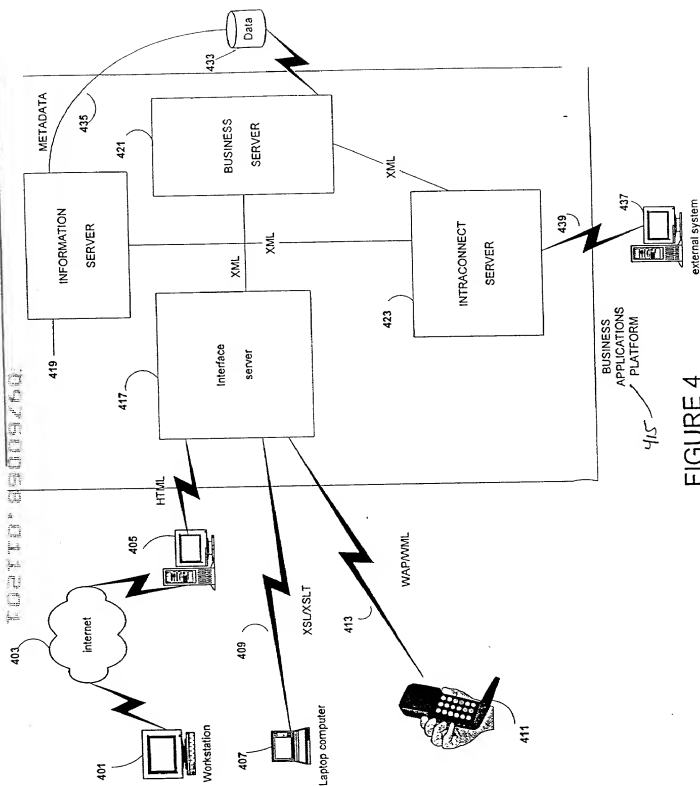 METADATA
435
Data
433
INFORMATION
SERVER
419
421
BUSINESS
SERVER
XML
XML
XML
Interface
server
417
INTRACONNECT
SERVER
423
439
437
external system
BUSINESS
APPLICATIONS
PLATFORM
415
HTML
405
internet
403
401
Workstation
XSL/XSLT
409
407
Laptop computer
WAP/WML
413
411
FIGURE 4